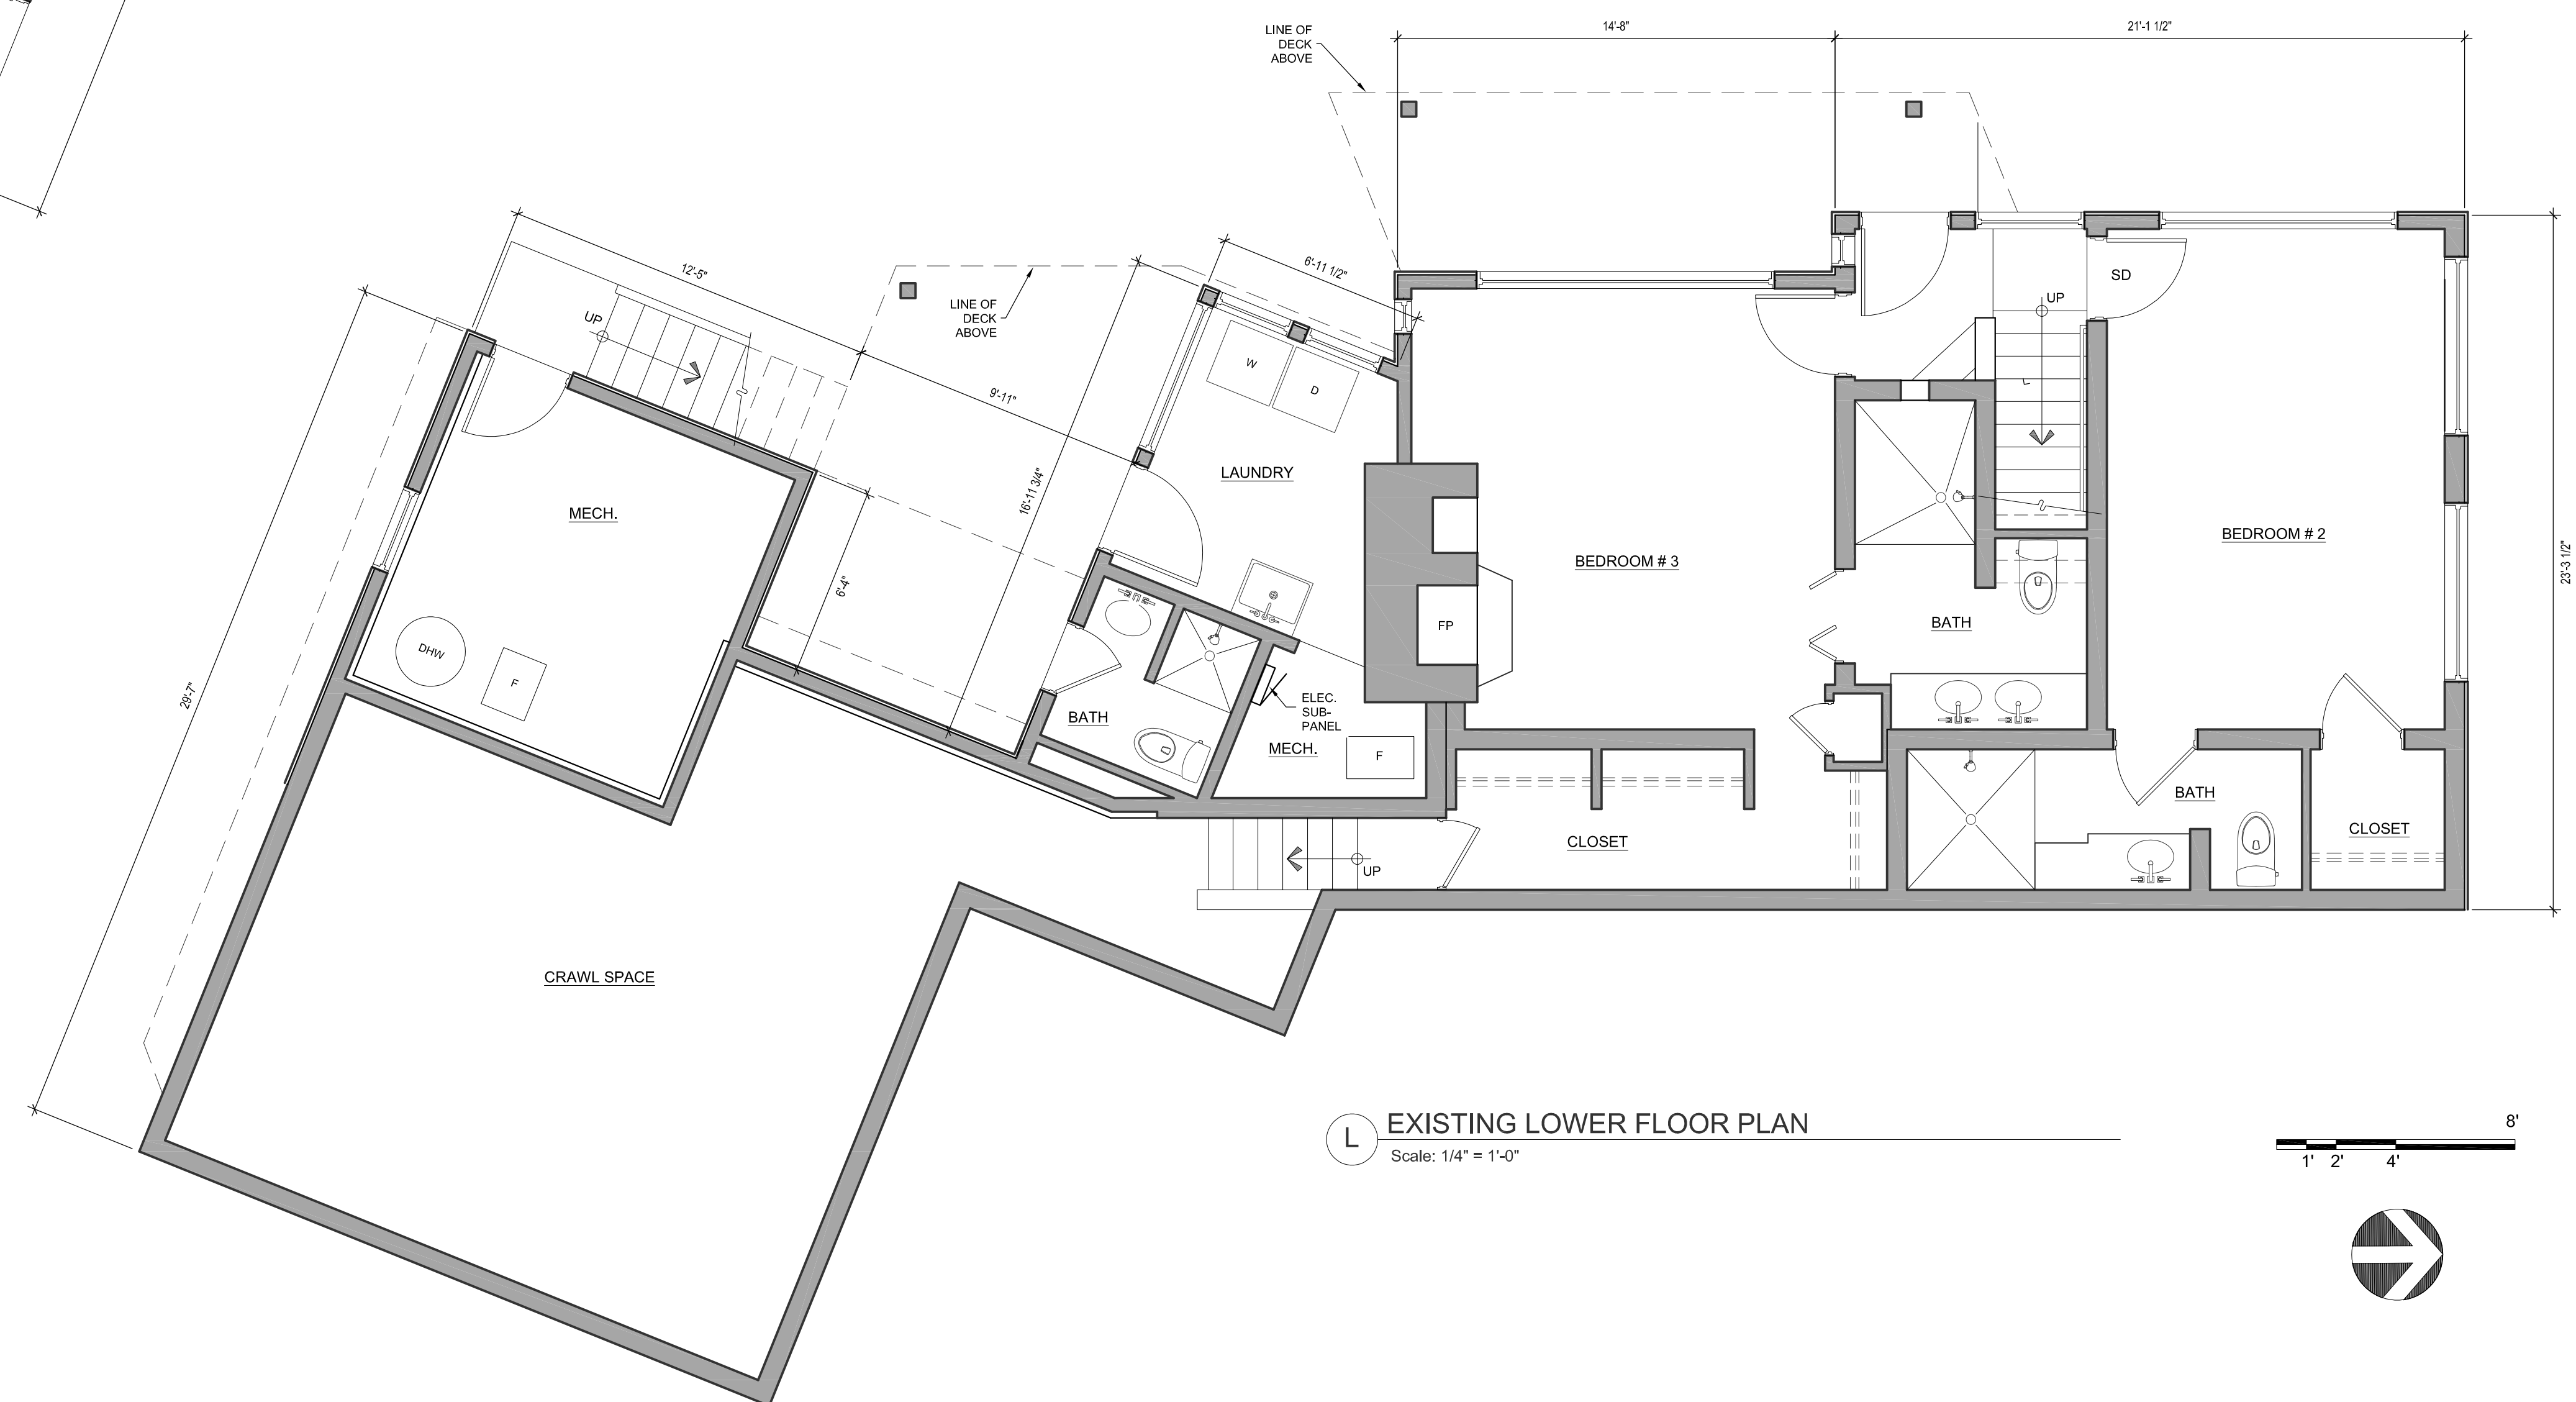 14'-8"
21'-1 1/2"
LINE OF
DECK
ABOVE
12'-5"
6'-11 1/2"
SD
UP
UP
LINE OF
DECK
ABOVE
W
D
9'-11"
LAUNDRY
16'-11 3/4"
MECH.
BEDROOM # 3
BEDROOM # 2
23'-3 1/2"
6'-4"
FP
BATH
DHW
F
29'-7"
BATH
ELEC.
SUB-
PANEL
MECH.
F
BATH
CLOSET
CLOSET
UP
CRAWL SPACE
L
EXISTING LOWER FLOOR PLAN
Scale: 1/4" = 1'-0"
8'
1' 2' 4'